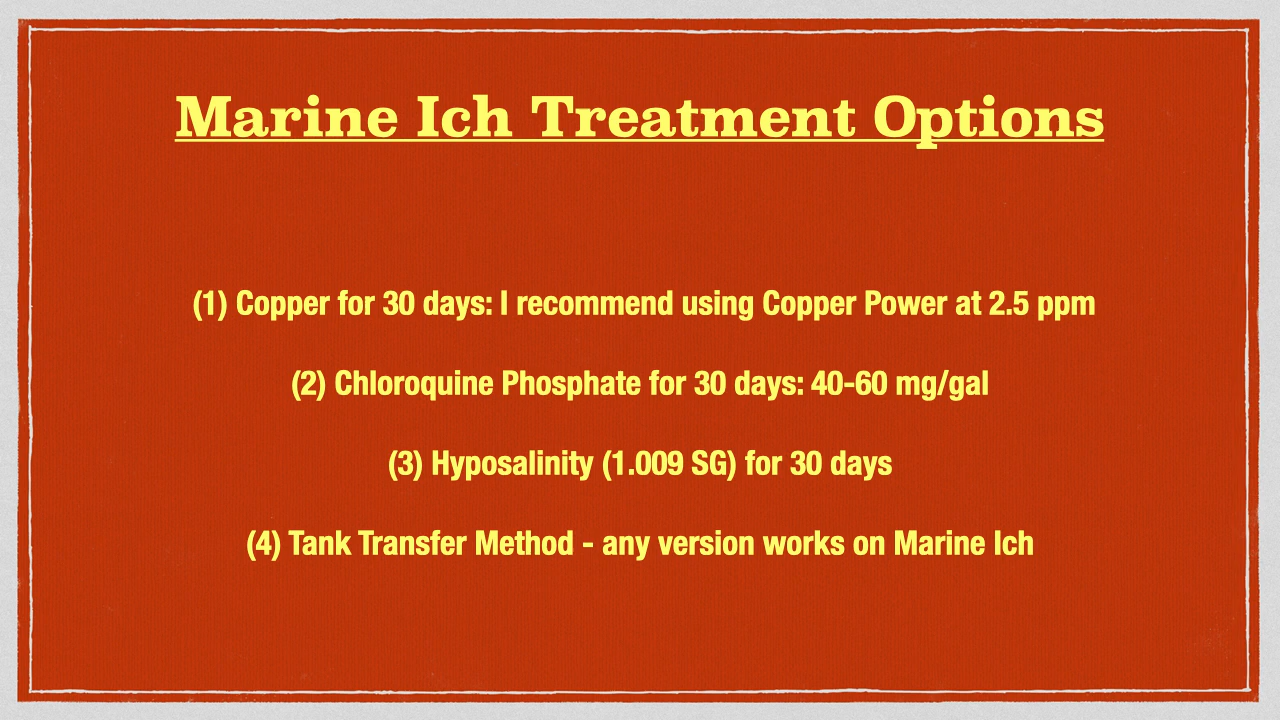 Marine Ich Treatment Options
(1) Copper for 30 days: I recommend using Copper Power at 2.5 ppm
(2) Chloroquine Phosphate for 30 days: 40-60 mg/gal
(3) Hyposalinity (1.009 SG) for 30 days
(4) Tank Transfer Method - any version works on Marine Ich